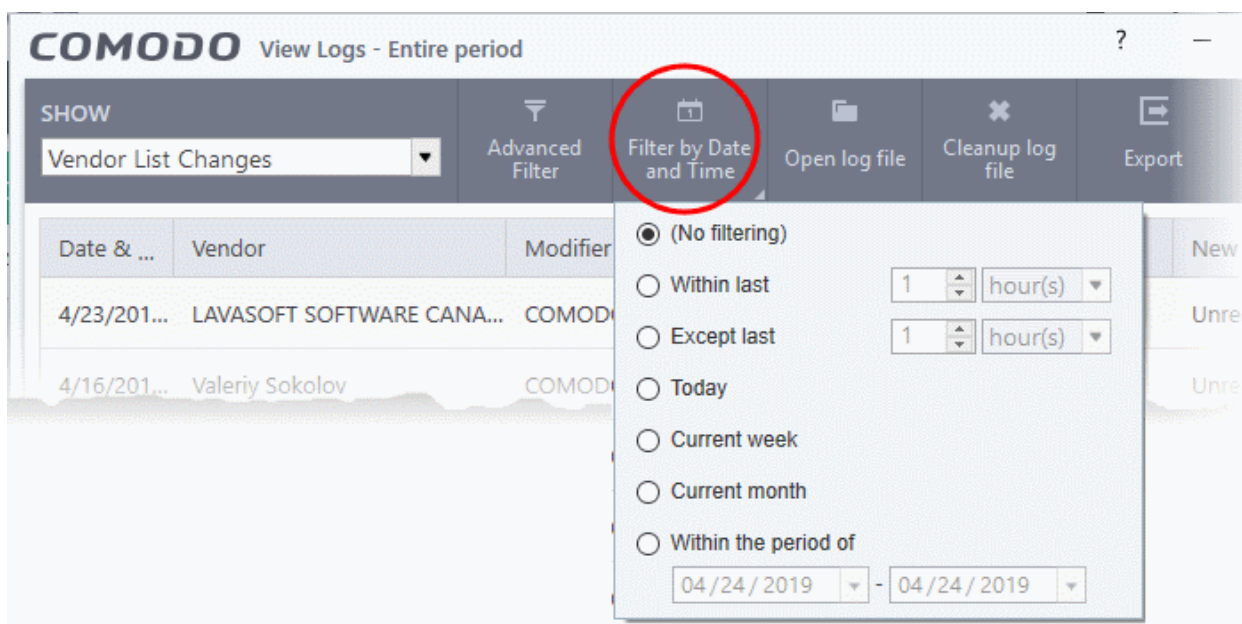 COMODO View Logs - Entire period
?
SHOW
Vendor List Changes
Advanced
Filter
Filter by Date
and Time
Open log file
Cleanup log
file
Export
Date & ...
Vendor
Modifier
New
4/23/201...
LAVASOFT SOFTWARE CANA...
4/16/201...
Valeriy Sokolov
(No filtering)
Within last 1 hour(s)
Except last 1 hour(s)
Today
Current week
Current month
Within the period of
04/24/2019 - 04/24/2019